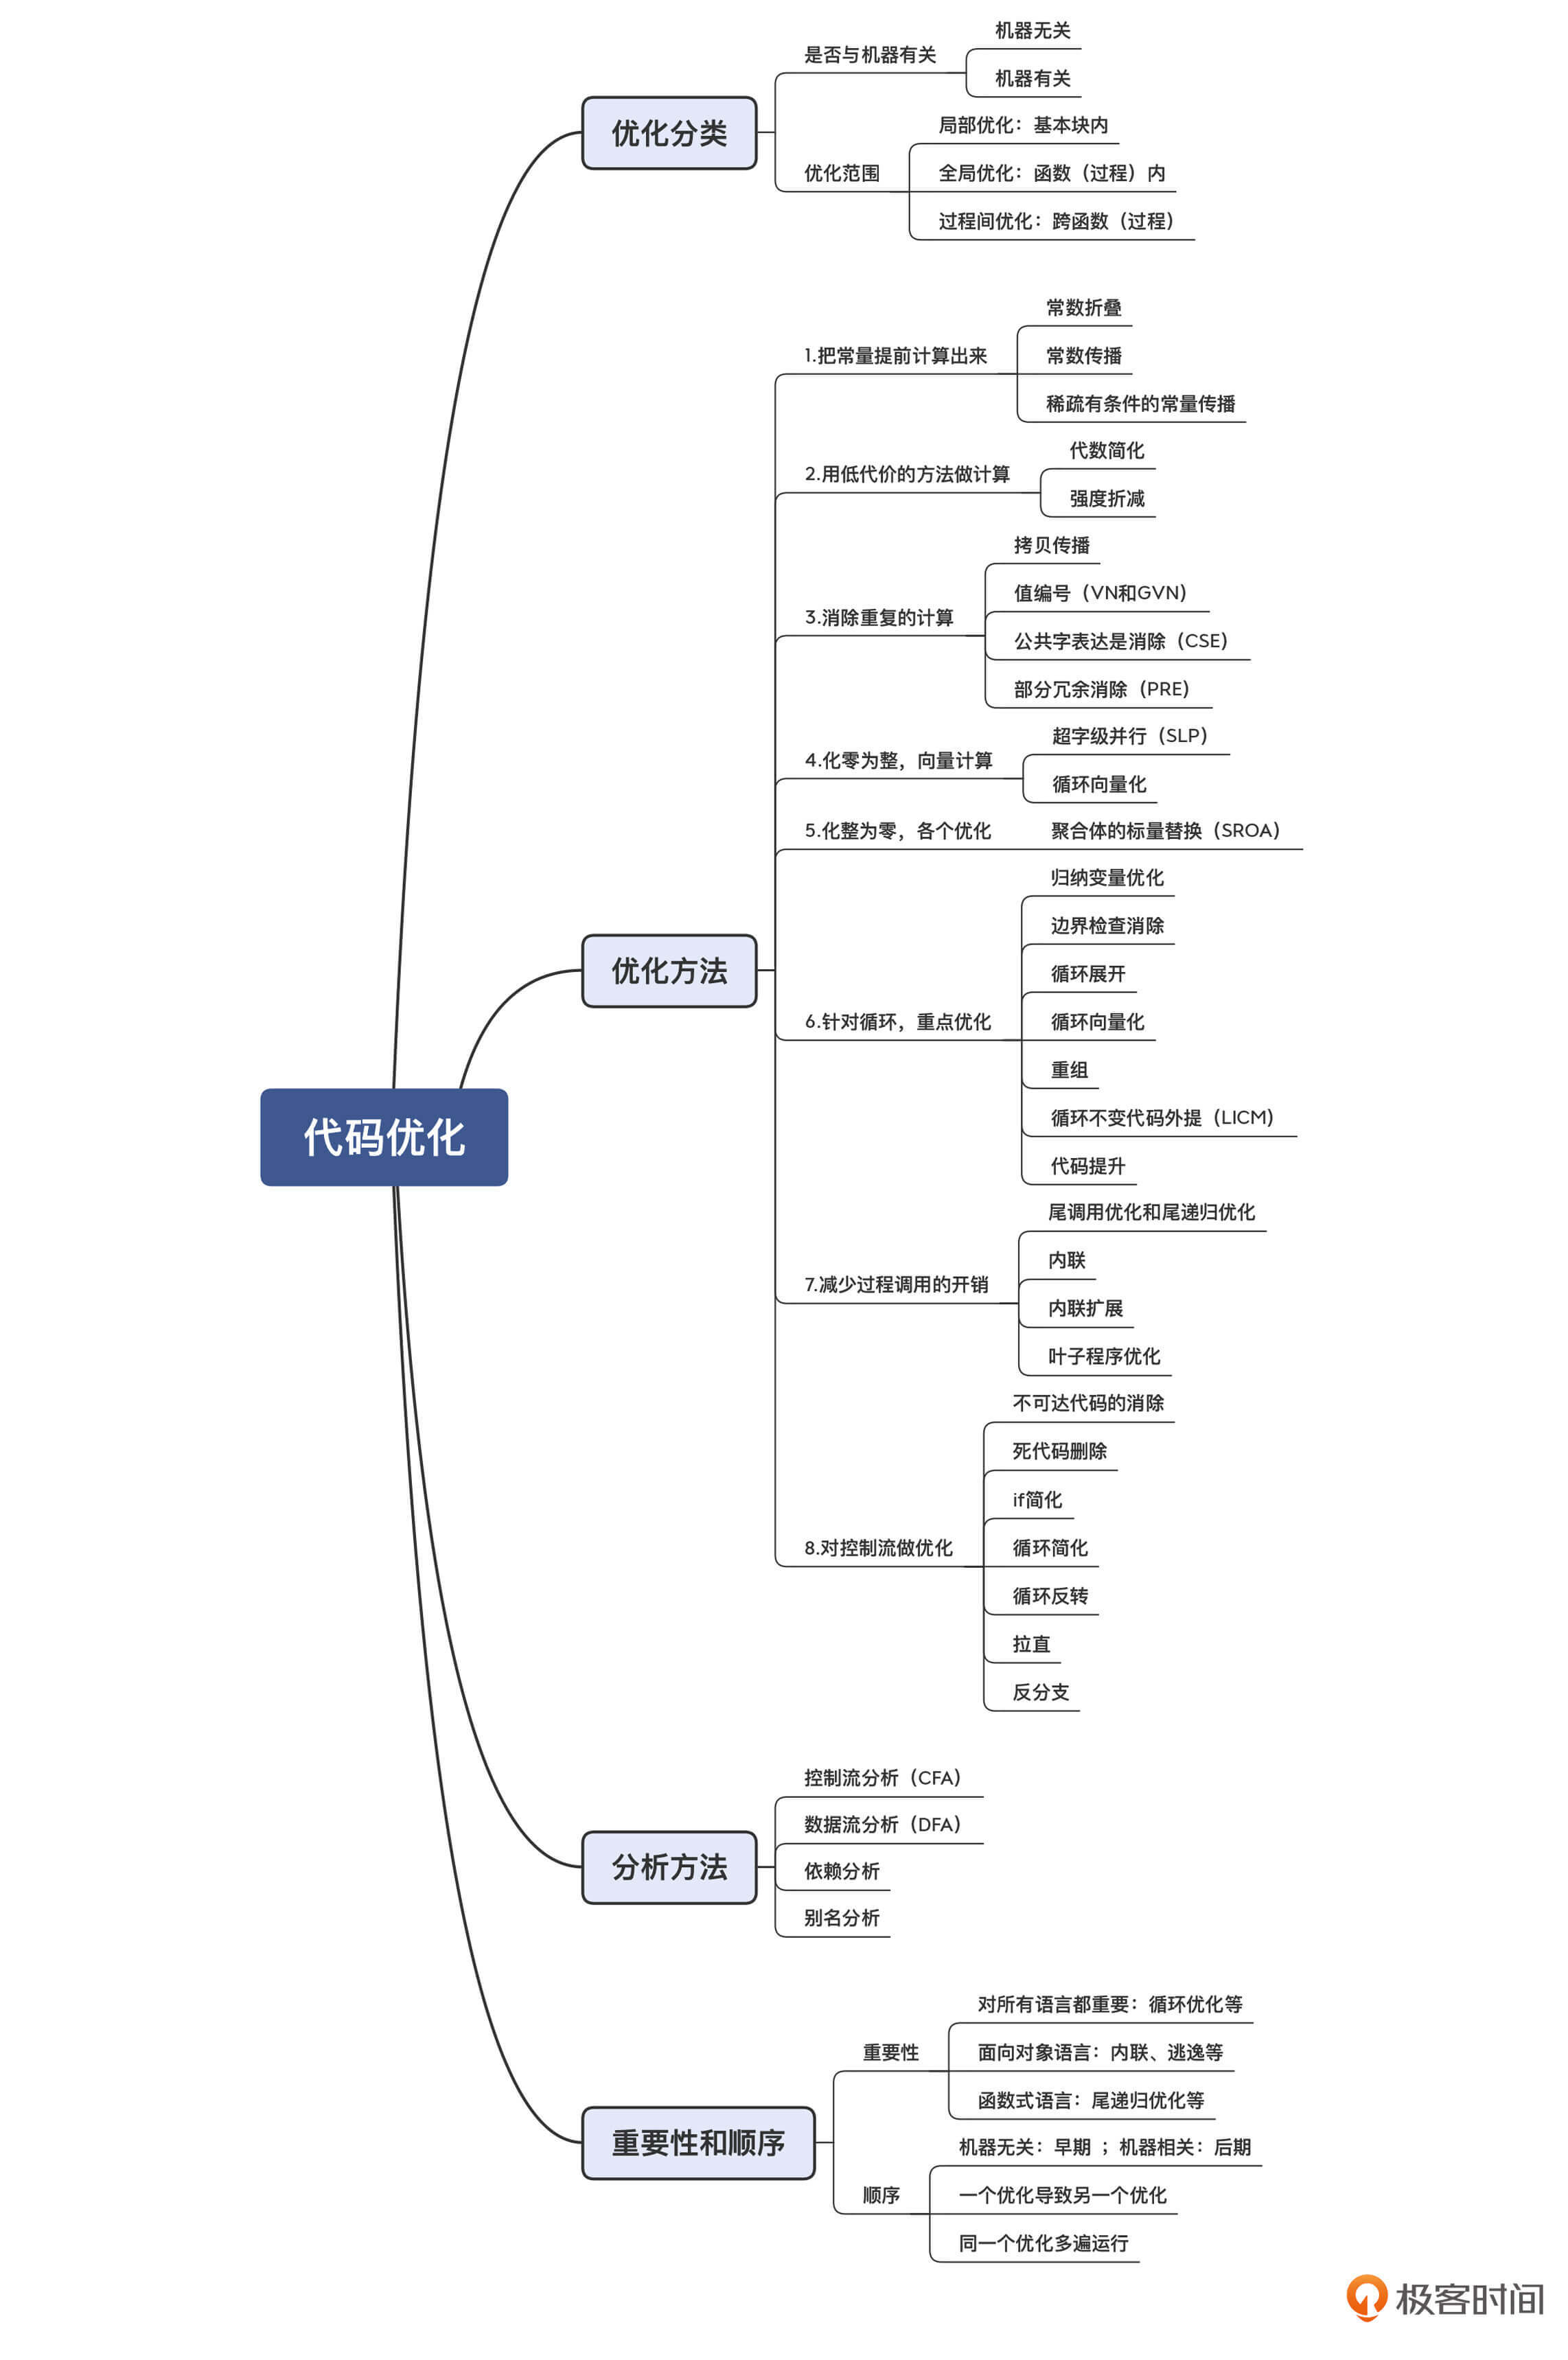 代码优化
优化分类
是否与机器有关
机器无关
机器有关
优化范围
局部优化：基本块内
全局优化：函数（过程）内
过程间优化：跨函数（过程）
优化方法
1.把常量提前计算出来
常数折叠
常数传播
稀疏有条件的常量传播
2.用低代价的方法做计算
代数简化
强度折减
3.消除重复的计算
拷贝传播
值编号（VN和GVN）
公共字表达是消除（CSE）
部分冗余消除（PRE）
4.化零为整，向量计算
超字级并行（SLP）
循环向量化
5.化整为零，各个优化
聚合体的标量替换（SROA）
6.针对循环，重点优化
归纳变量优化
边界检查消除
循环展开
循环向量化
重组
循环不变代码外提（LICM）
代码提升
7.减少过程调用的开销
尾调用优化和尾递归优化
内联
内联扩展
叶子程序优化
8.对控制流做优化
不可达代码的消除
死代码删除
if简化
循环简化
循环反转
拉直
反分支
分析方法
控制流分析（CFA）
数据流分析（DFA）
依赖分析
别名分析
重要性和顺序
重要性
对所有语言都重要：循环优化等
面向对象语言：内联、逃逸等
函数式语言：尾递归优化等
顺序
机器无关：早期 ；机器相关：后期
一个优化导致另一个优化
同一个优化多遍运行
极客时间